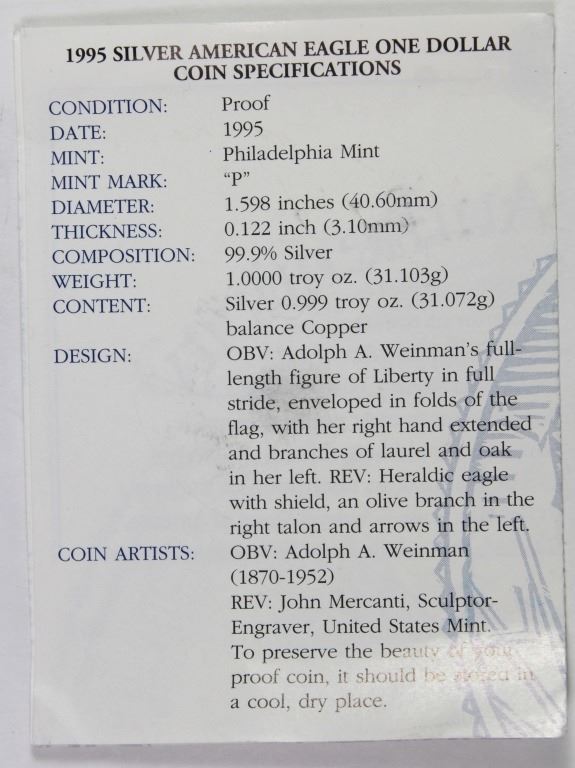 1995 SILVER AMERICAN EAGLE ONE DOLLAR
COIN SPECIFICATIONS
CONDITION: Proof
DATE: 1995
MINT: Philadelphia Mint
MINT MARK: “P”
DIAMETER: 1.598 inches (40.60mm)
THICKNESS: 0.122 inch (3.10mm)
COMPOSITION: 99.9% Silver
WEIGHT: 1.0000 troy oz. (31.103g)
CONTENT: Silver 0.999 troy oz. (31.072g)
balance Copper
DESIGN: OBV: Adolph A. Weinman’s full-
length figure of Liberty in full
stride, enveloped in folds of the
flag, with her right hand extended
and branches of laurel and oak
in her left. REV: Heraldic eagle
with shield, an olive branch in the
right talon and arrows in the left.
COIN ARTISTS: OBV: Adolph A. Weinman
(1870-1952)
REV: John Mercanti, Sculptor-
Engraver, United States Mint.
To preserve the beauty of your
proof coin, it should be stored in
a cool, dry place.